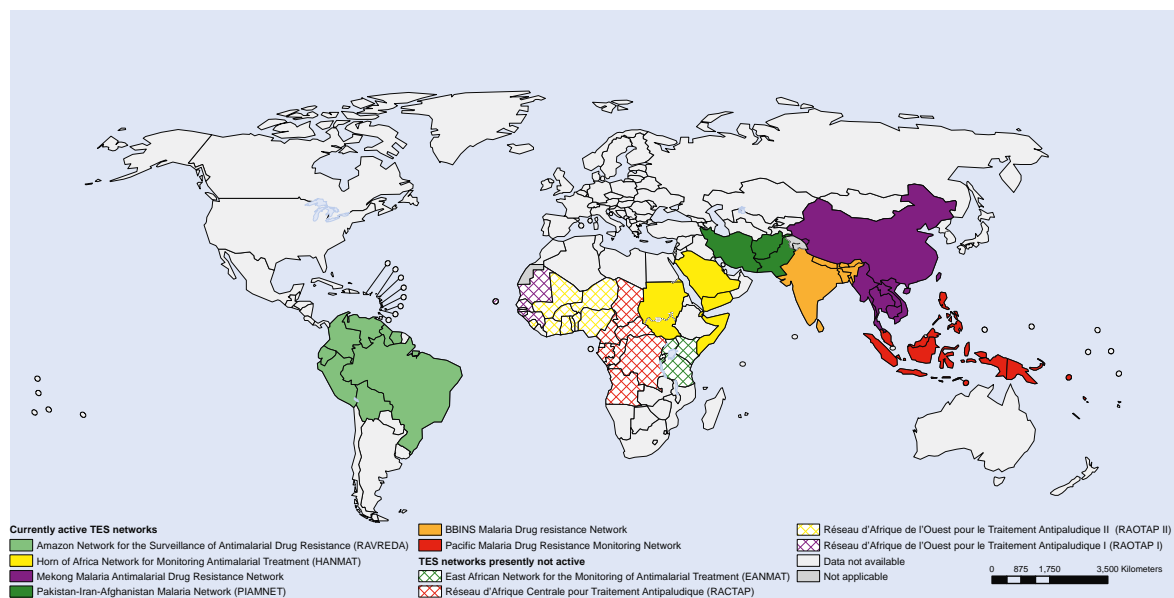 Currently active TES networks
Amazon Network for the Surveillance of Antimalarial Drug Resistance (RAVREDA)
Horn of Africa Network for Monitoring Antimalarial Treatment (HANMAT)
Mekong Malaria Antimalarial Drug Resistance Network
Pakistan-Iran-Afghanistan Malaria Network (PIAMNET)
BBINS Malaria Drug resistance Network
Pacific Malaria Drug Resistance Monitoring Network
TES networks presently not active
East African Network for the Monitoring of Antimalarial Treatment (EANMAT)
Réseau d'Afrique Centrale pour Traitement Antipaludique (RACTAP)
Réseau d'Afrique de l'Ouest pour le Traitement Antipaludique II (RAOTAP II)
Réseau d'Afrique de l'Ouest pour le Traitement Antipaludique I (RAOTAP I)
Data not available
Not applicable
0 875 1,750 3,500 Kilometers